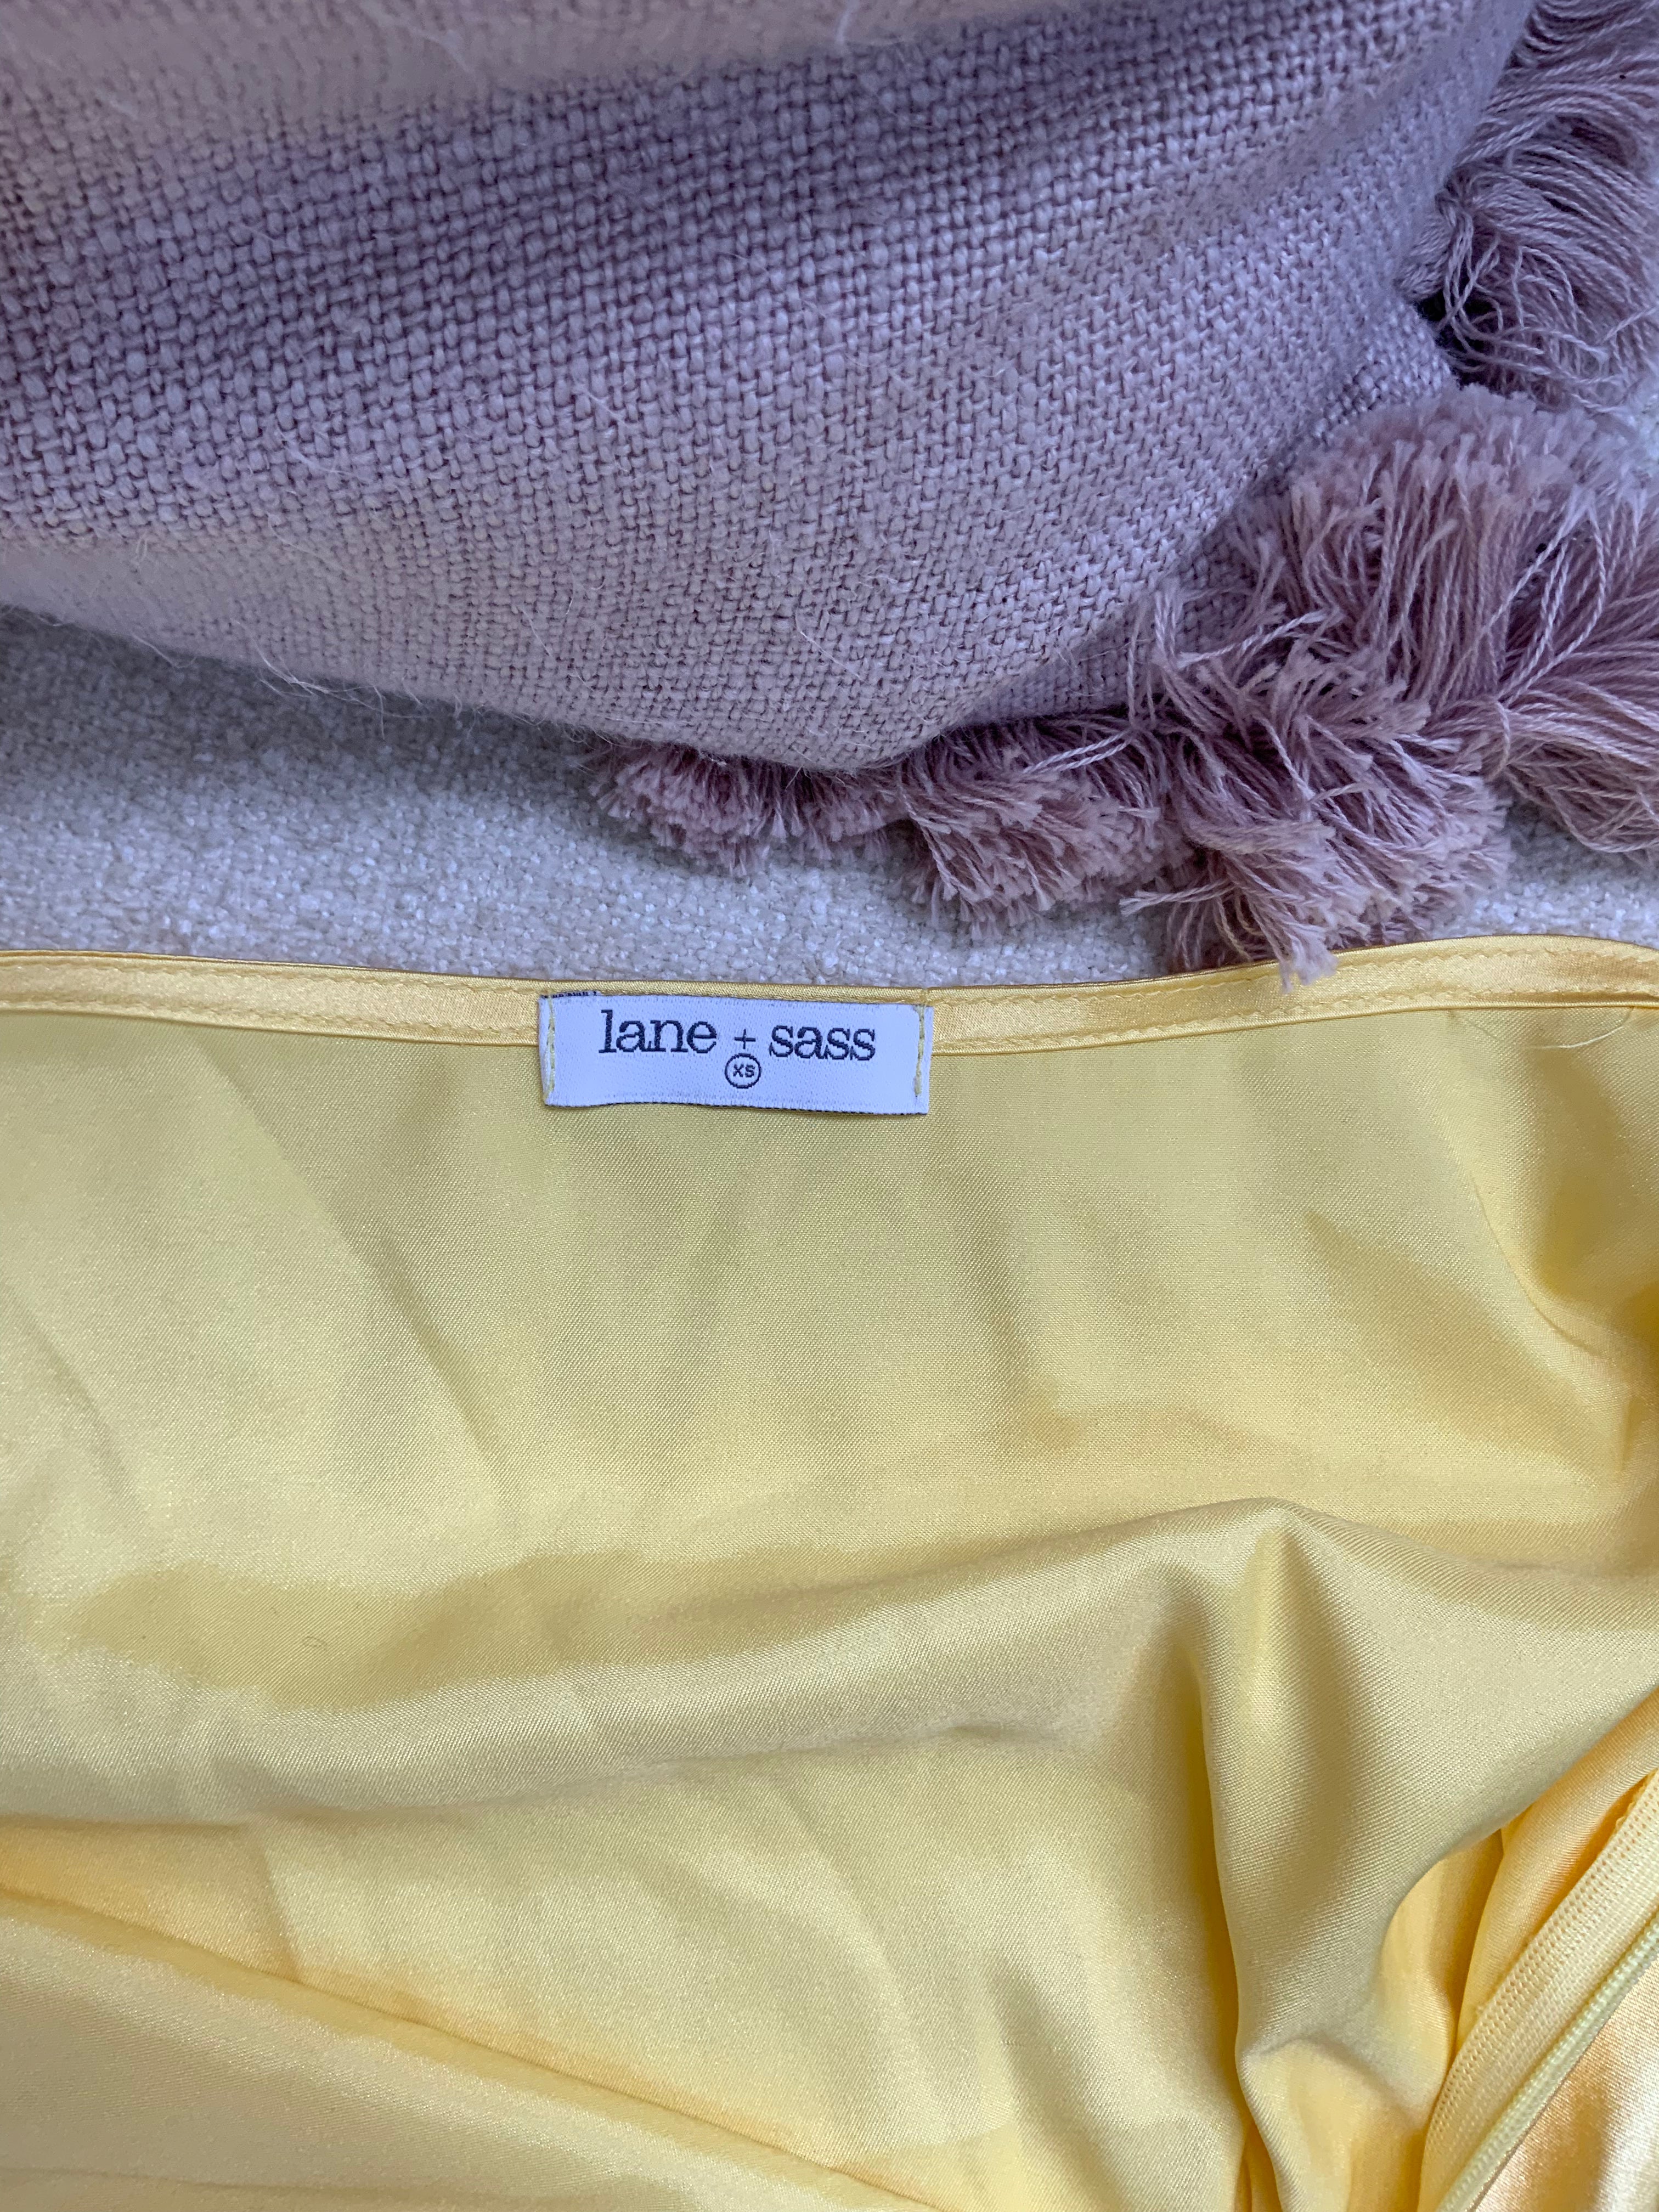 lane + sass
XS